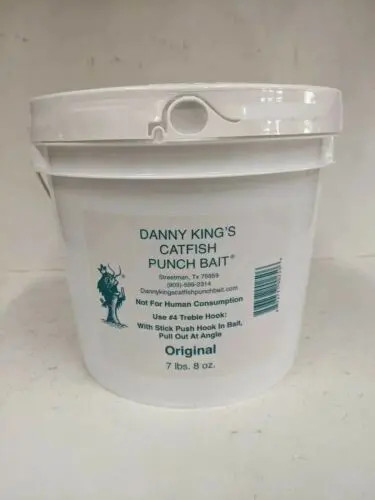 DANNY KING'S
CATFISH
PUNCH BAIT®
Streetman, Tx 75859
(903)-599-2314
Dannykingscatfishpunchbait.com
Not For Human Consumption
Use #4 Treble Hook:
With Stick Push Hook In Bait,
Pull Out At Angle
Original
7 lbs. 8 oz.